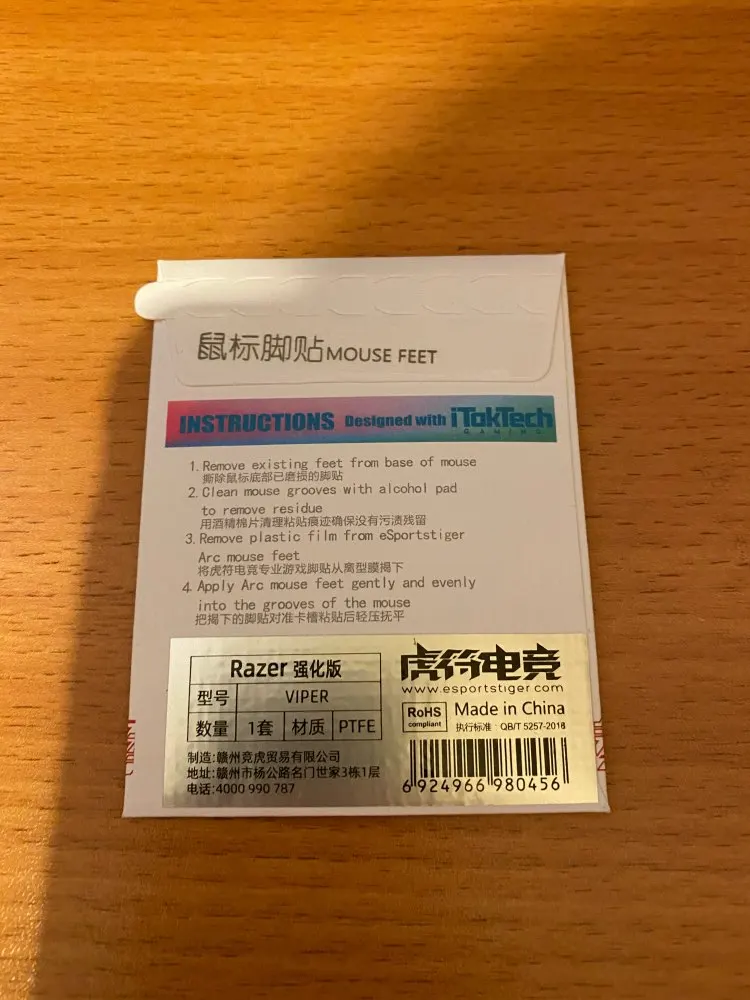 鼠标脚贴MOUSE FEET
INSTRUCTIONS Designed with iTokTech
GAMING
1. Remove existing feet from base of mouse
撕除鼠标底部已磨损的脚贴
2. Clean mouse grooves with alcohol pad
to remove residue
用酒精棉片清理粘贴痕迹确保没有污渍残留
3. Remove plastic film from eSportstiger
Arc mouse feet
将虎符电竞专业游戏脚贴从离型膜揭下
4. Apply Arc mouse feet gently and evenly
into the grooves of the mouse
把揭下的脚贴对准卡槽粘贴后轻压抚平
Razer 强化版
型号 VIPER
数量 1套 材质 PTFE
制造:赣州竞虎贸易有限公司
地址:赣州市杨公路名门世家3栋1层
电话:4000 990 787
虎符电竞
www.esportstiger.com
RoHS
compliant
Made in China
执行标准:QB/T 5257-2018
6 924966 980456